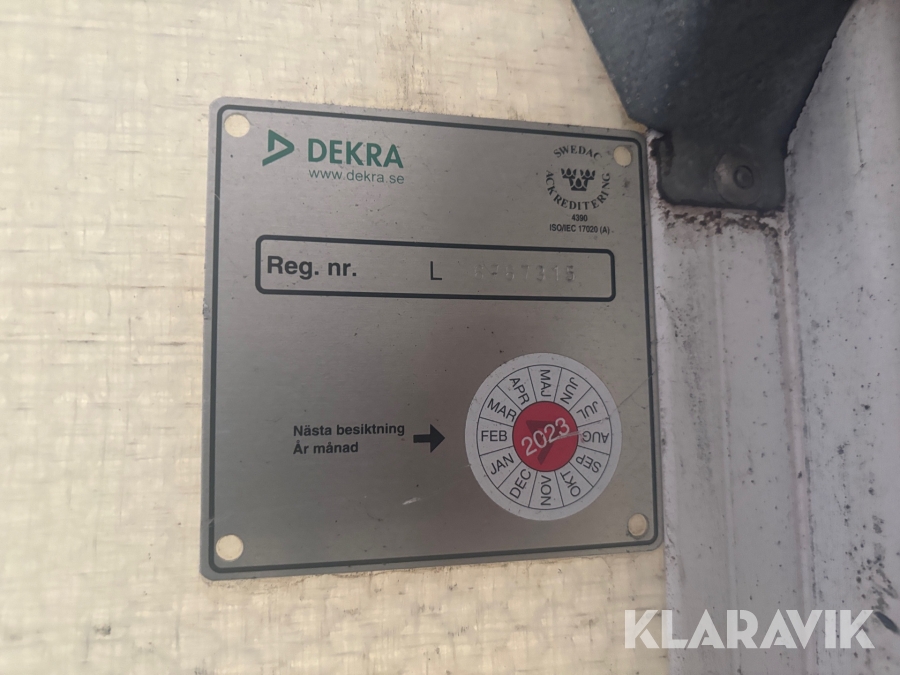 DEKRA
www.dekra.se
SWEDAC
ACKREDITERING
4390
ISO/IEC 17020 (A)
Reg. nr. L
Nästa besiktning
År månad
JAN
FEB
MAR
APR
MAJ
JUN
JUL
AUG
SEP
OKT
NOV
DEC
2023
KLARAVIK